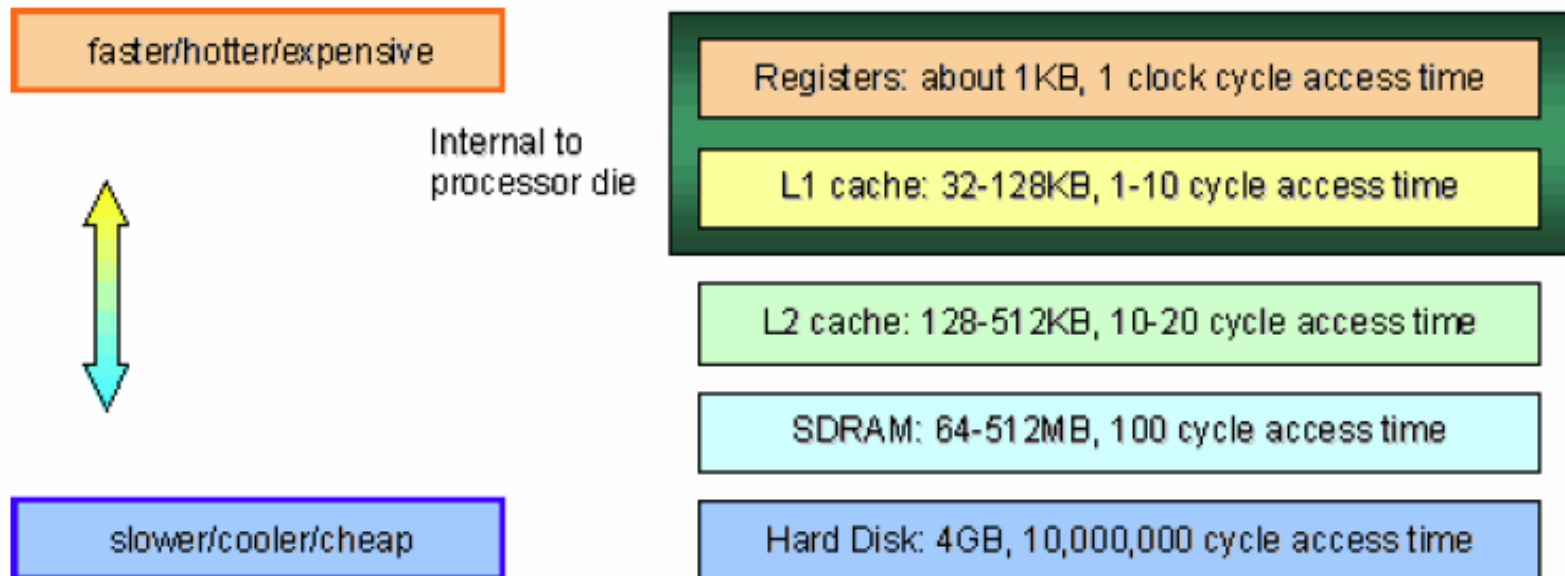 faster/hotter/expensive
Registers: about 1KB, 1 clock cycle access time
Internal to
processor die
L1 cache: 32-128KB, 1-10 cycle access time
L2 cache: 128-512KB, 10-20 cycle access time
SDRAM: 64-512MB, 100 cycle access time
slower/cooler/cheap
Hard Disk: 4GB, 10,000,000 cycle access time